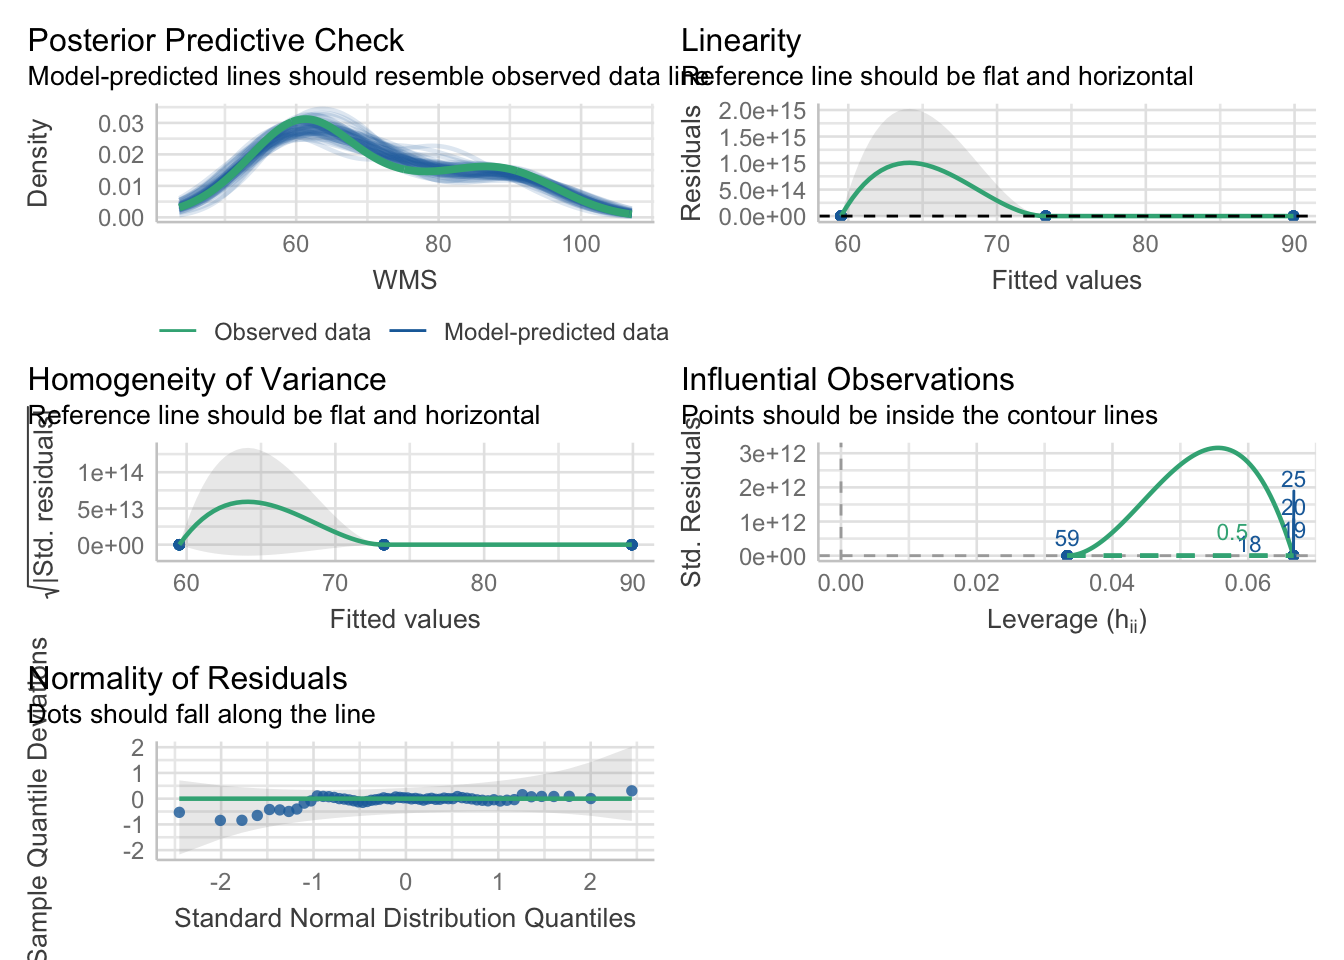 Posterior Predictive Check
Model-predicted lines should resemble observed data line
Density
0.03
0.02
0.01
0.00
60
80
100
WMS
Observed data
Model-predicted data
Linearity
Reference line should be flat and horizontal
Residuals
2.0e+15
1.5e+15
1.0e+15
5.0e+14
0.0e+00
60
70
80
90
Fitted values
Homogeneity of Variance
Reference line should be flat and horizontal
√|Std. residuals|
1e+14
5e+13
0e+00
60
70
80
90
Fitted values
Influential Observations
Points should be inside the contour lines
Std. Residuals
3e+12
2e+12
1e+12
0e+00
59
25
20
19
0.5
18
0.00
0.02
0.04
0.06
Leverage (hii)
Normality of Residuals
Dots should fall along the line
Sample Quantile Deviations
2
1
0
-1
-2
-2
-1
0
1
2
Standard Normal Distribution Quantiles